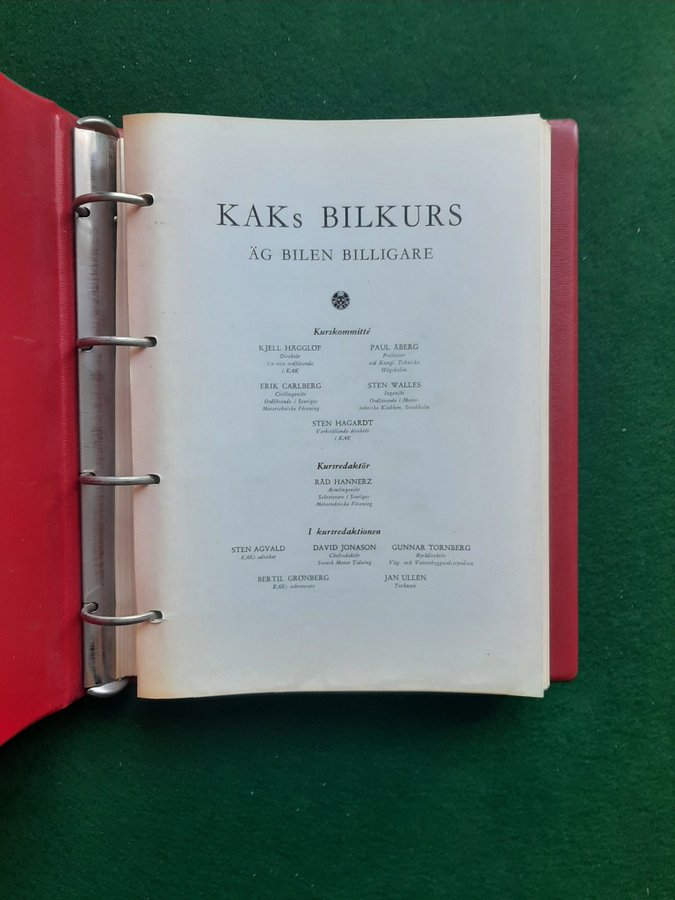 KAKs BILKURS
ÄG BILEN BILLIGARE
Kurskommitté
KJELL HÄGGLÖF
Direktör
1:e vice ordförande
i KAK
PAUL ÅBERG
Professor
vid Kungl. Tekniska
Högskolan
ERIK CARLBERG
Civilingenjör
Ordförande i Sveriges
Motortekniska Förening
STEN WALLES
Ingenjör
Ordförande i Motor-
tekniska Klubben, Stockholm
STEN HAGARDT
Verkställande direktör
i KAK
Kursredaktör
RÅD HANNERZ
Arméingenjör
Sekreterare i Sveriges
Motortekniska Förening
I kursredaktionen
STEN AGVALD
KAKs advokat
DAVID JONASON
Chefredaktör
Svensk Motor Tidning
GUNNAR TORNBERG
Byrådirektör
Väg- och Vattenbyggnadsstyrelsen
BERTIL GRÜNBERG
KAKs sekreterare
JAN ULLÉN
Tecknare